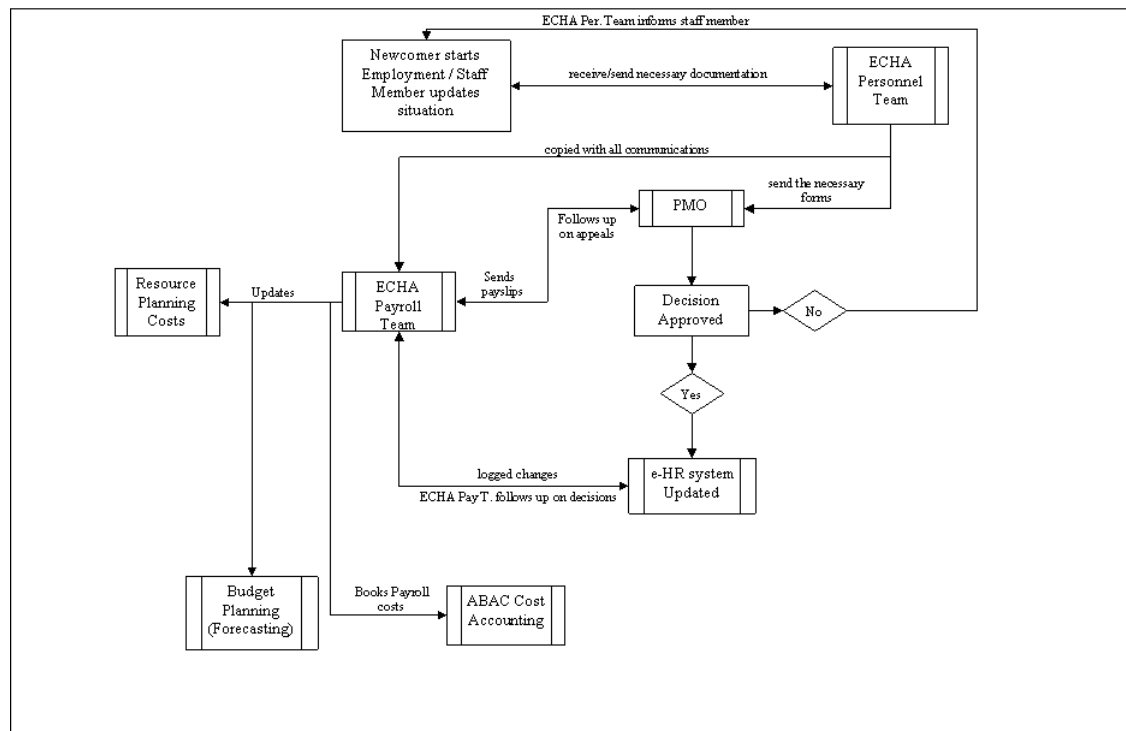 ECHA Per. Team informs staff member
Newcomer starts
Employment / Staff
Member updates
situation
receive/send necessary documentation
ECHA
Personnel
Team
copied with all communications
send the necessary
forms
PMO
Follows up
on appeals
Resource
Planning
Costs
Updates
ECHA
Payroll
Team
Sends
payslips
Decision
Approved
No
Yes
logged changes
ECHA Pay T. follows up on decisions
e-HR system
Updated
Budget
Planning
(Forecasting)
Books Payroll
costs
ABAC Cost
Accounting